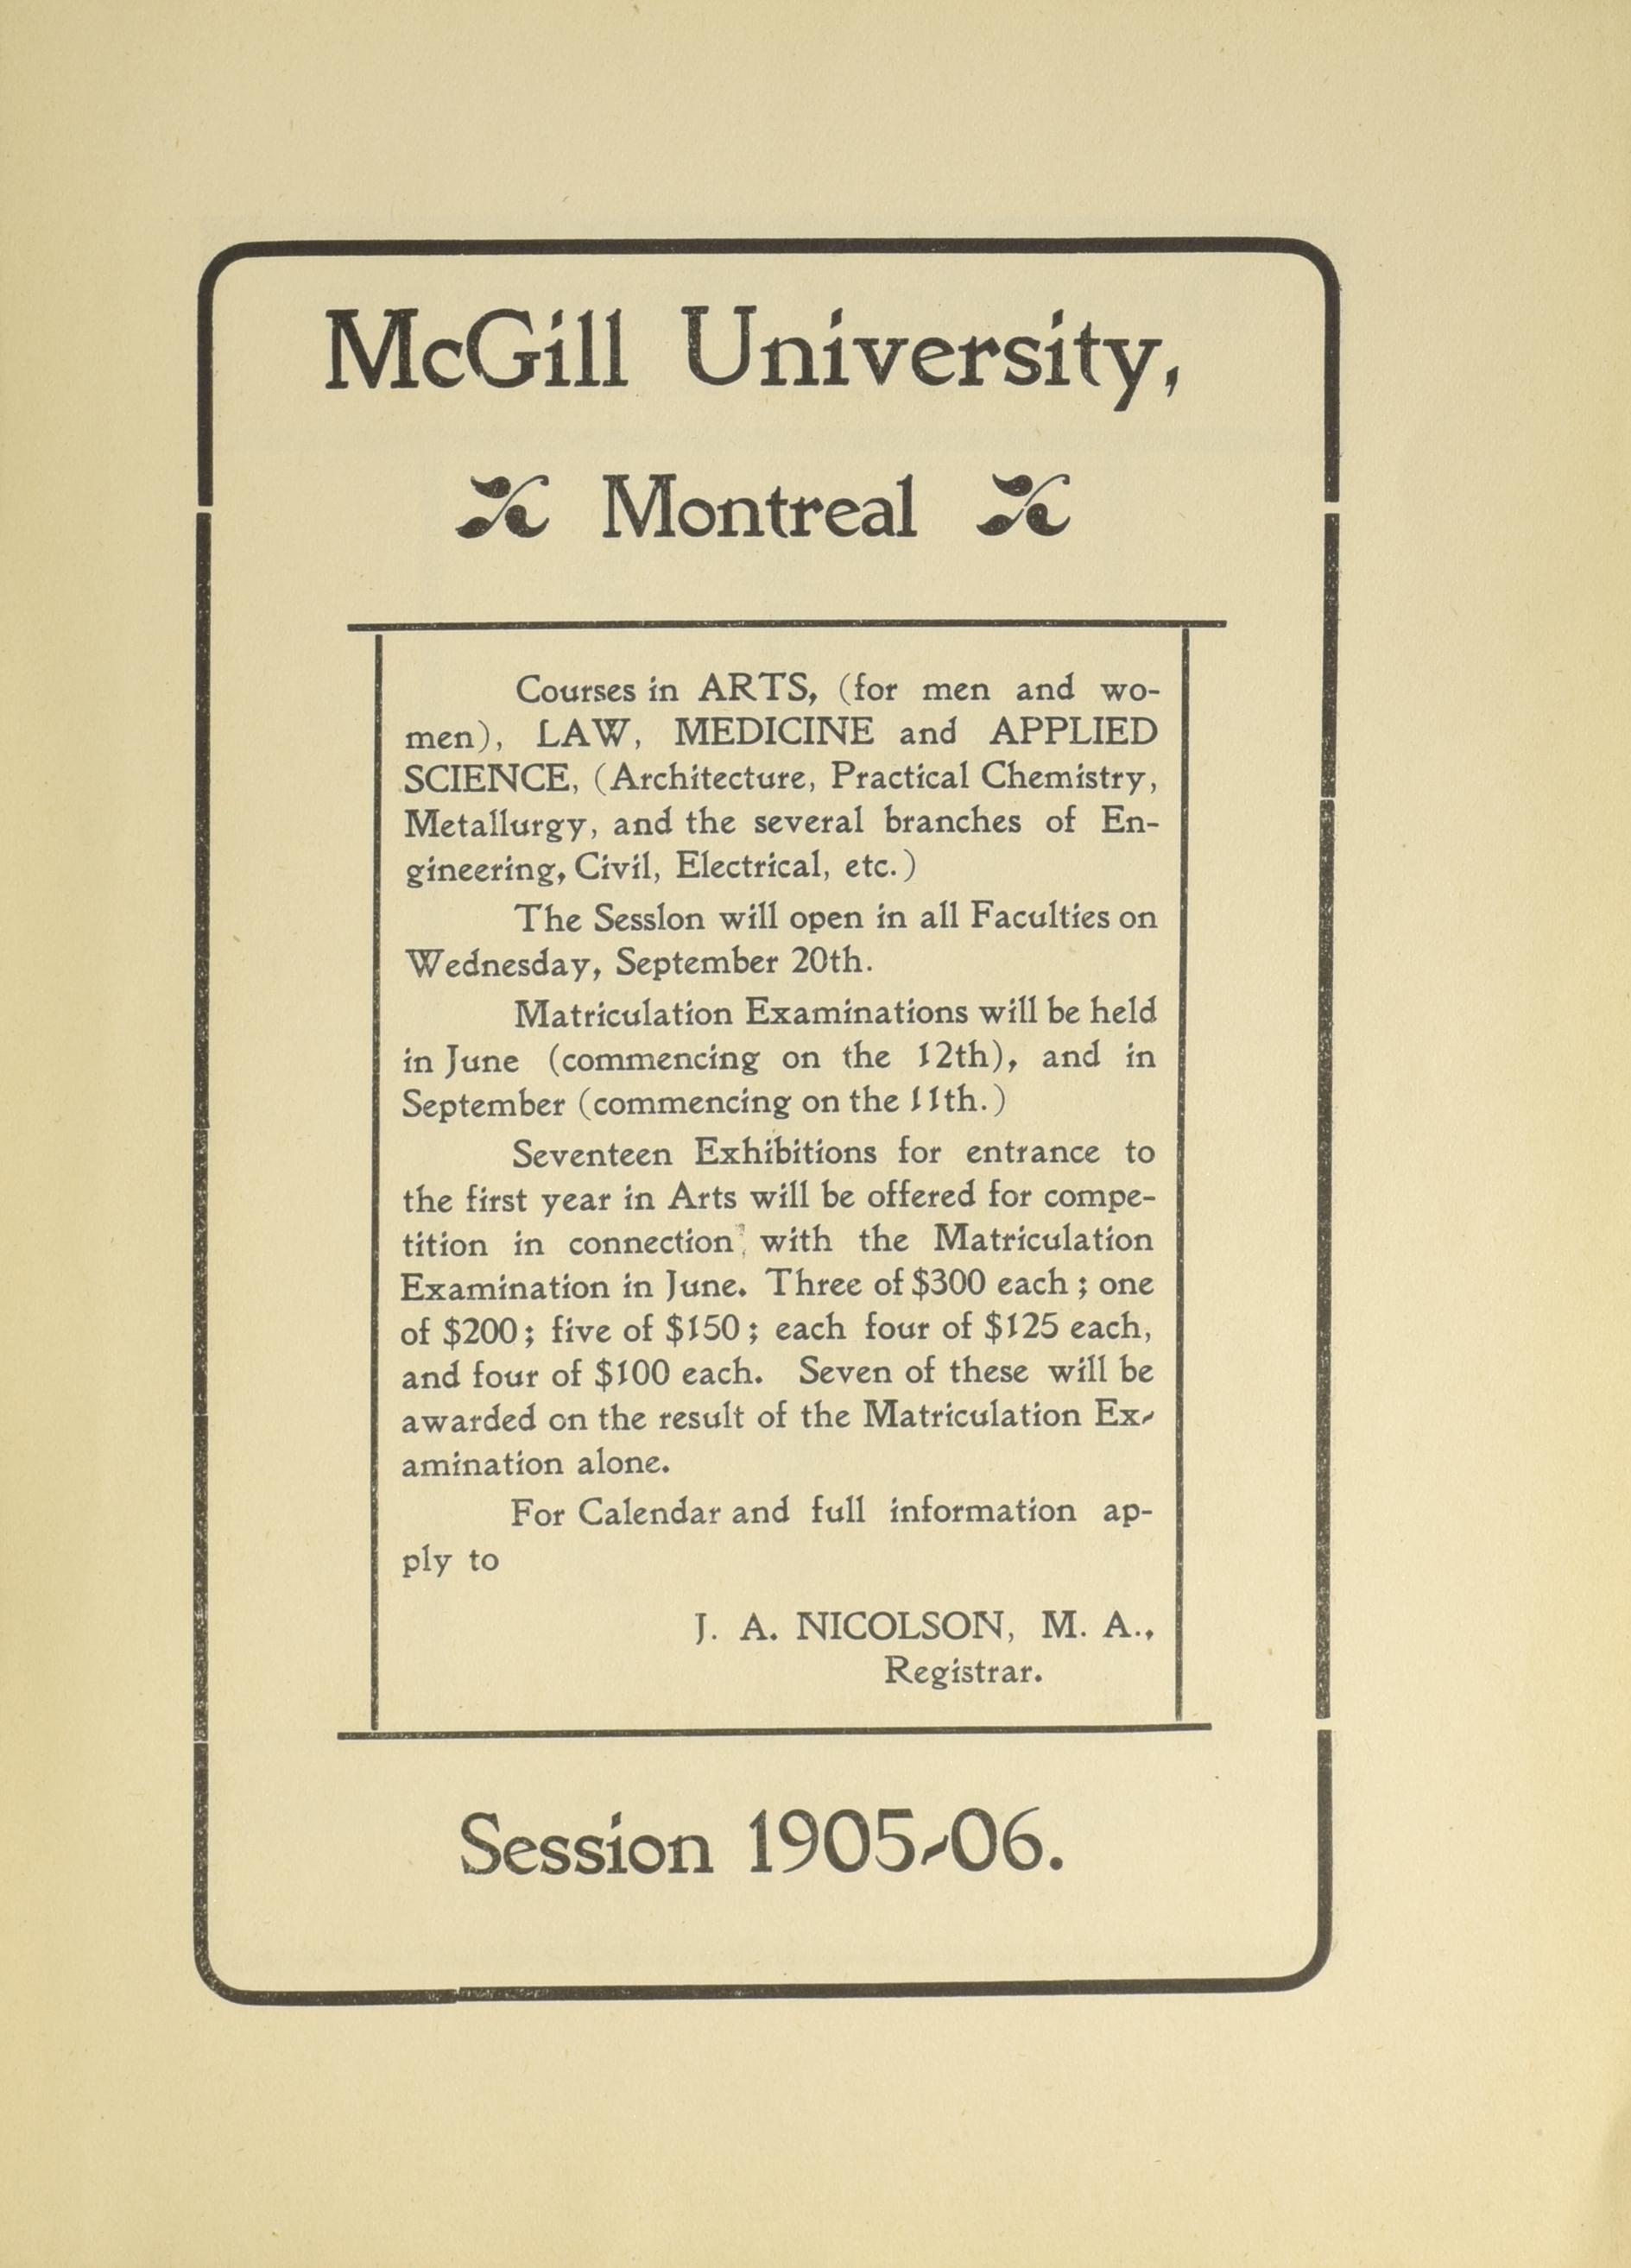 McGill University,
Montreal
Courses in ARTS, (for men and wo-
men), LAW, MEDICINE and APPLIED
SCIENCE, (Architecture, Practical Chemistry,
Metallurgy, and the several branches of En-
gineering, Civil, Electrical, etc.)
The Sesslon will open in all Faculties on
Wednesday, September 20th.
Matriculation Examinations will be held
in June (commencing on the 12th), and in
September (commencing on the 11th.)
Seventeen Exhibitions for entrance to
the first year in Arts will be offered for compe-
tition in connection with the Matriculation
Examination in June. Three of $300 each; one
of $200; five of $150; each four of $125 each,
and four of $100 each. Seven of these will be
awarded on the result of the Matriculation Ex-
amination alone.
For Calendar and full information ap-
ply to
J. A. NICOLSON, M. A.,
Registrar.
Session 1905-06.